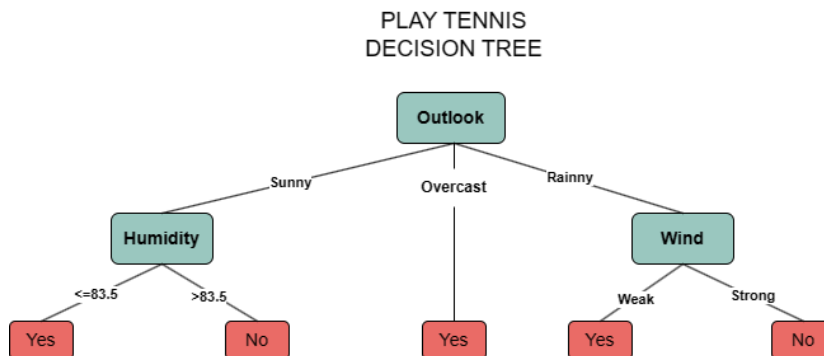 PLAY TENNIS
DECISION TREE
Outlook
Sunny
Overcast
Rainny
Humidity
Wind
<=83.5
>83.5
Weak
Strong
Yes
No
Yes
Yes
No